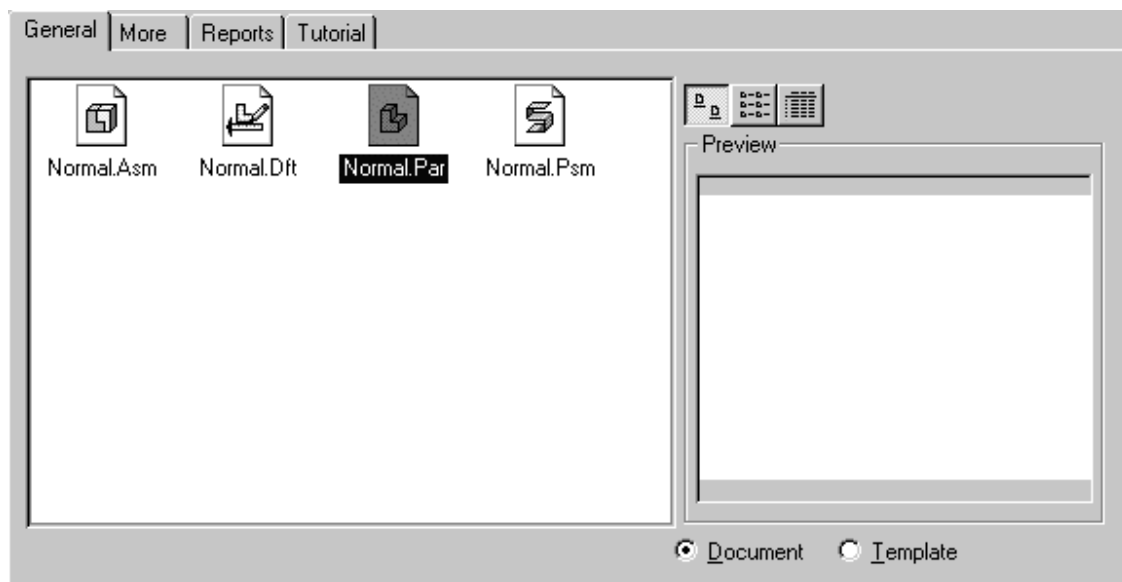 General More Reports Tutorial
Normal.Asm Normal.Dft Normal.Par Normal.Psm
Preview
Document Template